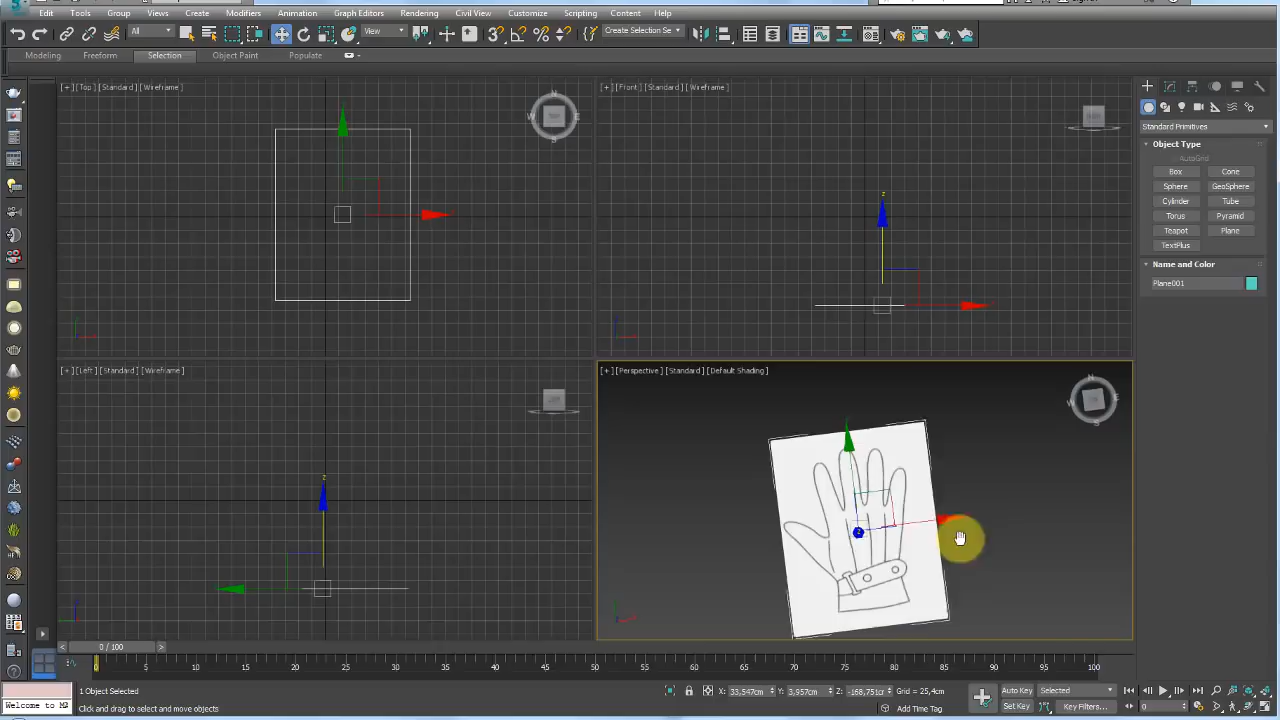 Edit Tools Group Views Create Modifiers Animation Graph Editors Rendering Civil View Customize Scripting Content Help
All View Create Selection Se
Modeling Freeform Selection Object Paint Populate
[+] [Top] [Standard] [Wireframe]
N
W E
S
[+] [Front] [Standard] [Wireframe]
z
[+] [Left] [Standard] [Wireframe]
z
[+] [Perspective] [Standard] [Default Shading]
N
W E
S
Standard Primitives
Object Type
AutoGrid
Box Cone
Sphere GeoSphere
Cylinder Tube
Torus Pyramid
Teapot Plane
TextPlus
Name and Color
Plane001
0 / 100
0 5 10 15 20 25 30 35 40 45 50 55 60 65 70 75 80 85 90 95 100
1 Object Selected
X: 33,547cm Y: 3,957cm Z: -168,751cr Grid = 25,4cm
Auto Key Selected
Welcome to MX
Click and drag to select and move objects
Add Time Tag
Set Key Key Filters...
0